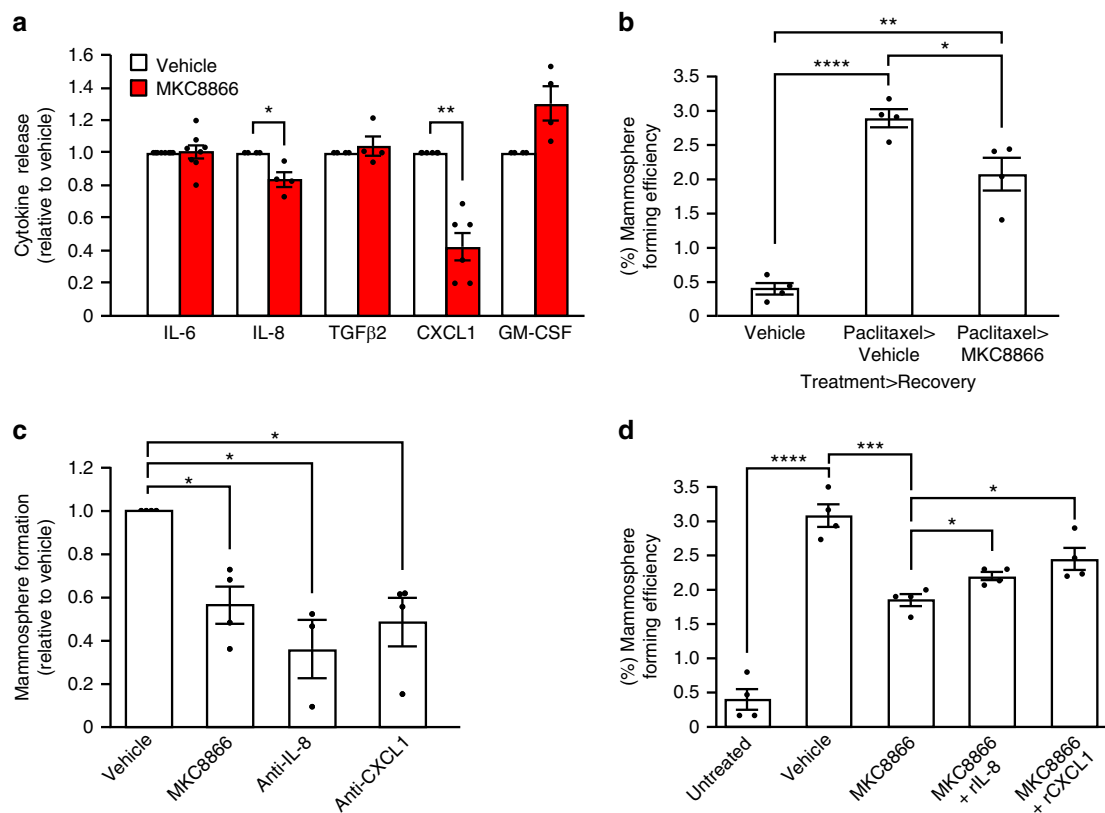 a
Cytokine release
(relative to vehicle)
1.6
1.4
1.2
1.0
0.8
0.6
0.4
0.2
0
Vehicle
MKC8866
*
**
IL-6
IL-8
TGFβ2
CXCL1
GM-CSF
b
(%) Mammosphere
forming efficiency
3.5
3.0
2.5
2.0
1.5
1.0
0.5
0
**
*
****
Vehicle
Paclitaxel>
Vehicle
Paclitaxel>
MKC8866
Treatment>Recovery
c
Mammosphere formation
(relative to vehicle)
1.2
1.0
0.8
0.6
0.4
0.2
0
*
*
*
Vehicle
MKC8866
Anti-IL-8
Anti-CXCL1
d
(%) Mammosphere
forming efficiency
3.5
3.0
2.5
2.0
1.5
1.0
0.5
0
****
***
*
*
Untreated
Vehicle
MKC8866
MKC8866
+ rIL-8
MKC8866
+ rCXCL1